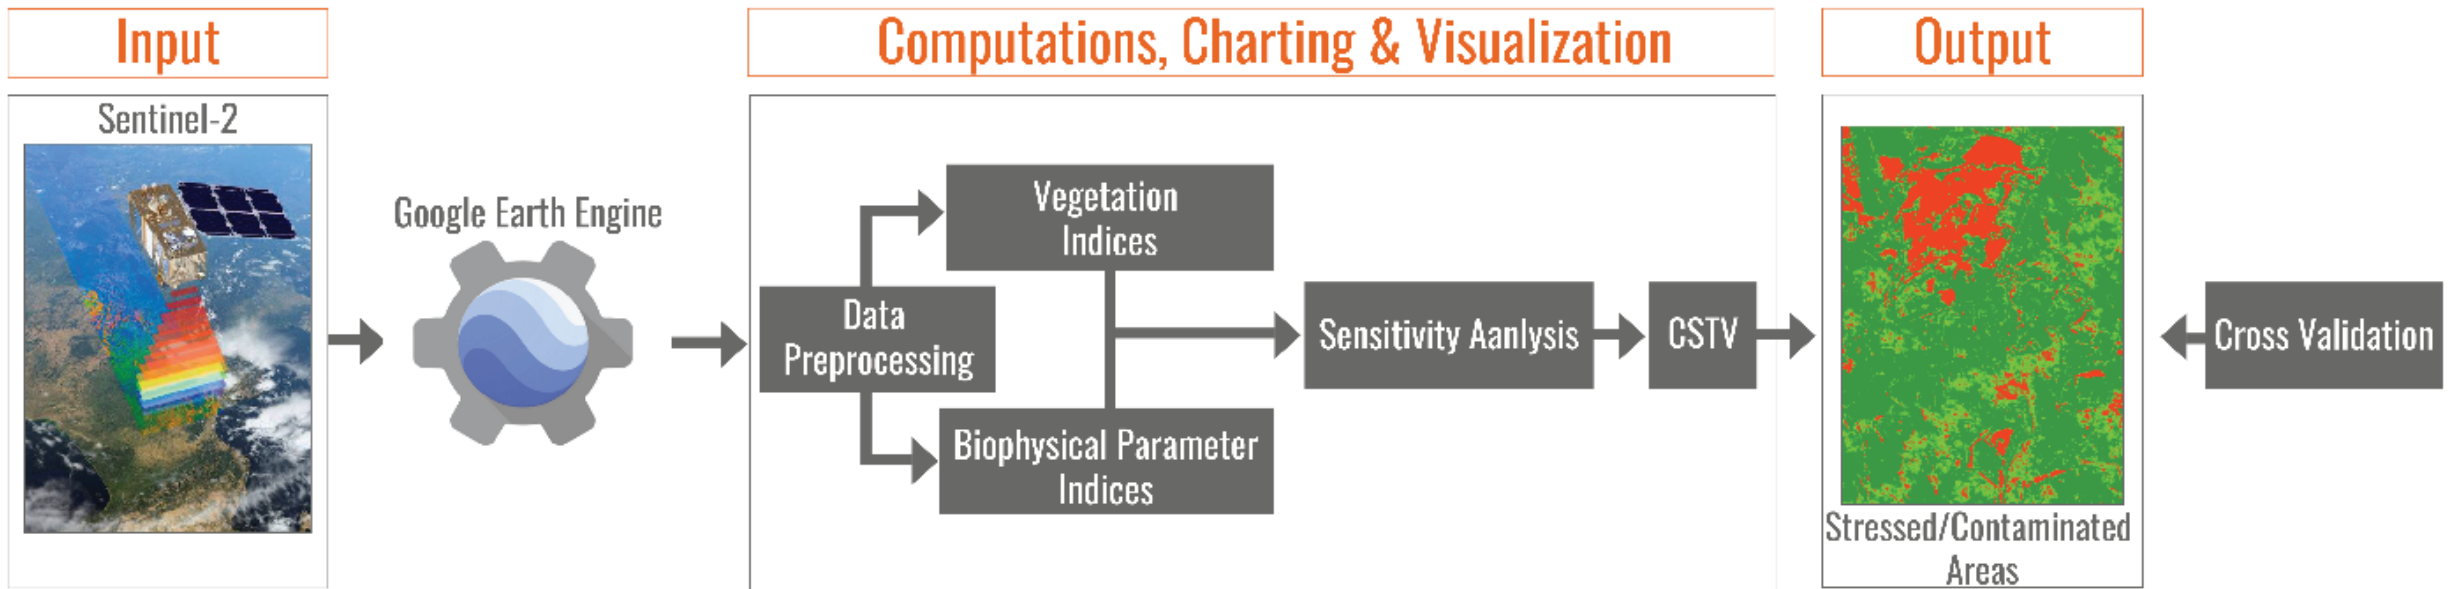 Input
Computations, Charting & Visualization
Output
Sentinel-2
Google Earth Engine
Vegetation
Indices
Data
Preprocessing
Biophysical Parameter
Indices
Sensitivity Aanlysis
CSTV
Stressed/Contaminated
Areas
Cross Validation